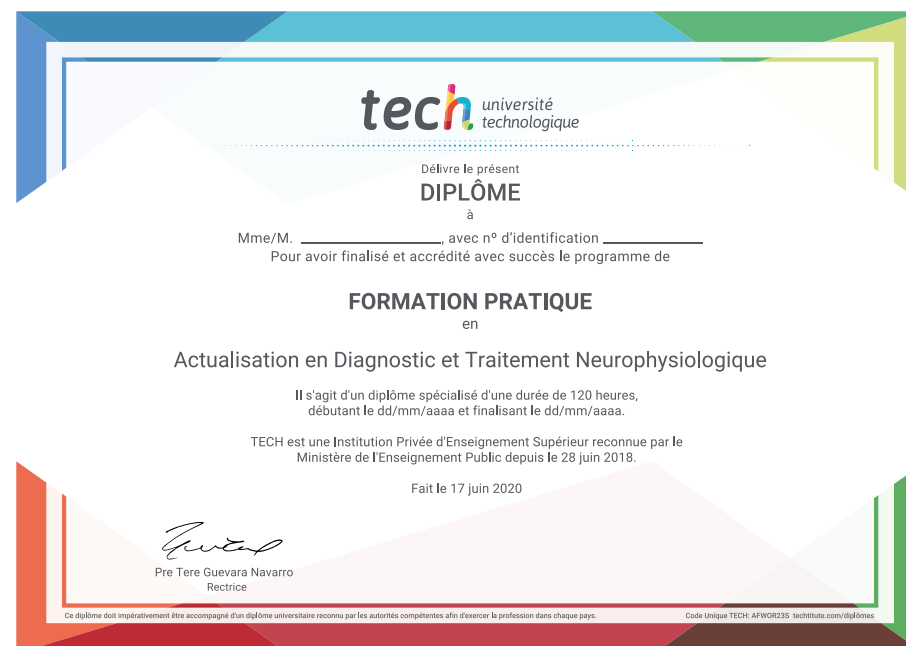 tech université
technologique
Délivre le présent
DIPLÔME
à
Mme/M. ____________________, avec nº d'identification ______________
Pour avoir finalisé et accrédité avec succès le programme de
FORMATION PRATIQUE
en
Actualisation en Diagnostic et Traitement Neurophysiologique
Il s'agit d'un diplôme spécialisé d'une durée de 120 heures,
débutant le dd/mm/aaaa et finalisant le dd/mm/aaaa.
TECH est une Institution Privée d'Enseignement Supérieur reconnue par le
Ministère de l'Enseignement Public depuis le 28 juin 2018.
Fait le 17 juin 2020
Pre Tere Guevara Navarro
Rectrice
Ce diplôme doit impérativement être accompagné d'un diplôme universitaire reconnu par les autorités compétentes afin d'exercer la profession dans chaque pays.
Code Unique TECH: AFWOR23S techtitute.com/diplômes